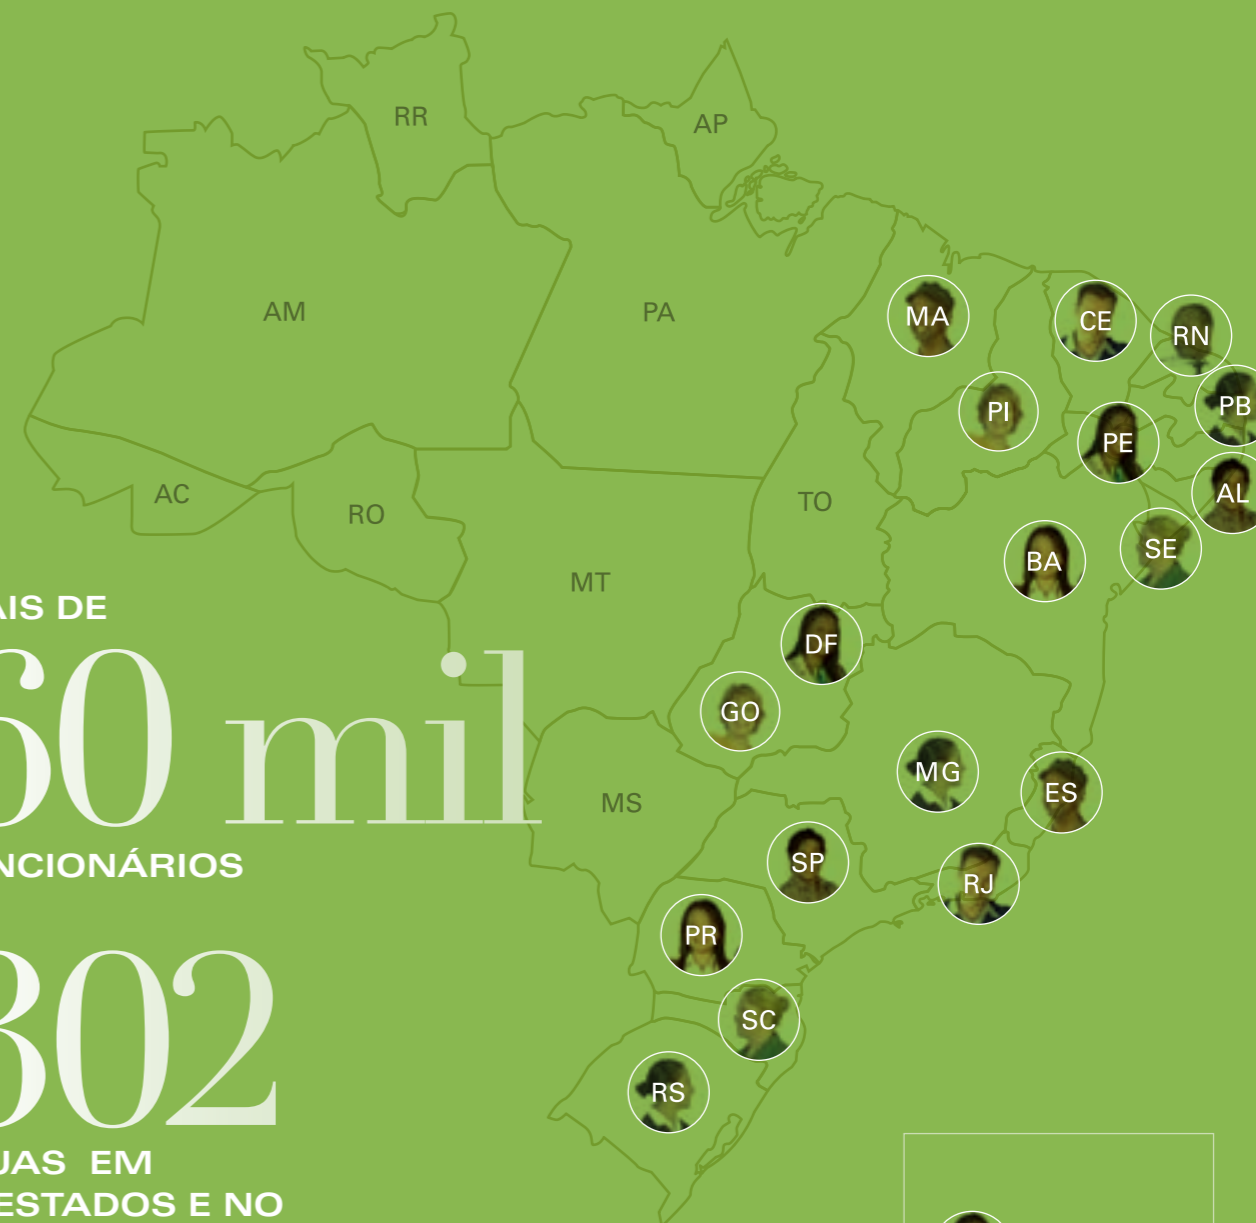 RR
AP
AM
PA
MA
CE
RN
PI
PB
PE
AC
RO
TO
AL
MT
BA
SE
AIS DE
60 mil
NCIONÁRIOS
DF
GO
MS
MG
ES
SP
RJ
PR
302
SC
RS
UAS EM
ESTADOS E NO